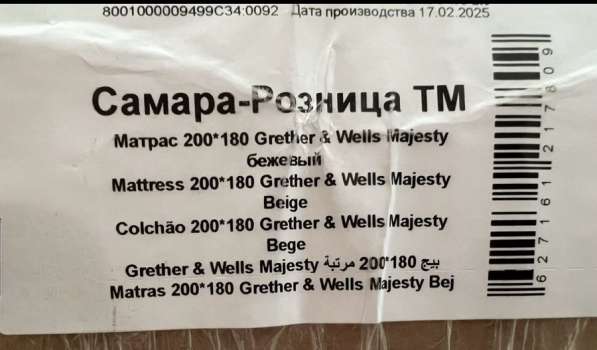 8001000009499C34:0092 Дата производства 17.02.2025
Самара-Розница ТМ
Матрас 200*180 Grether & Wells Majesty
бежевый
Mattress 200*180 Grether & Wells Majesty
Beige
Colchão 200*180 Grether & Wells Majesty
Bege
Grether & Wells Majesty بيج 200*180 مرتبة
Matras 200*180 Grether & Wells Majesty Bej
627161217609